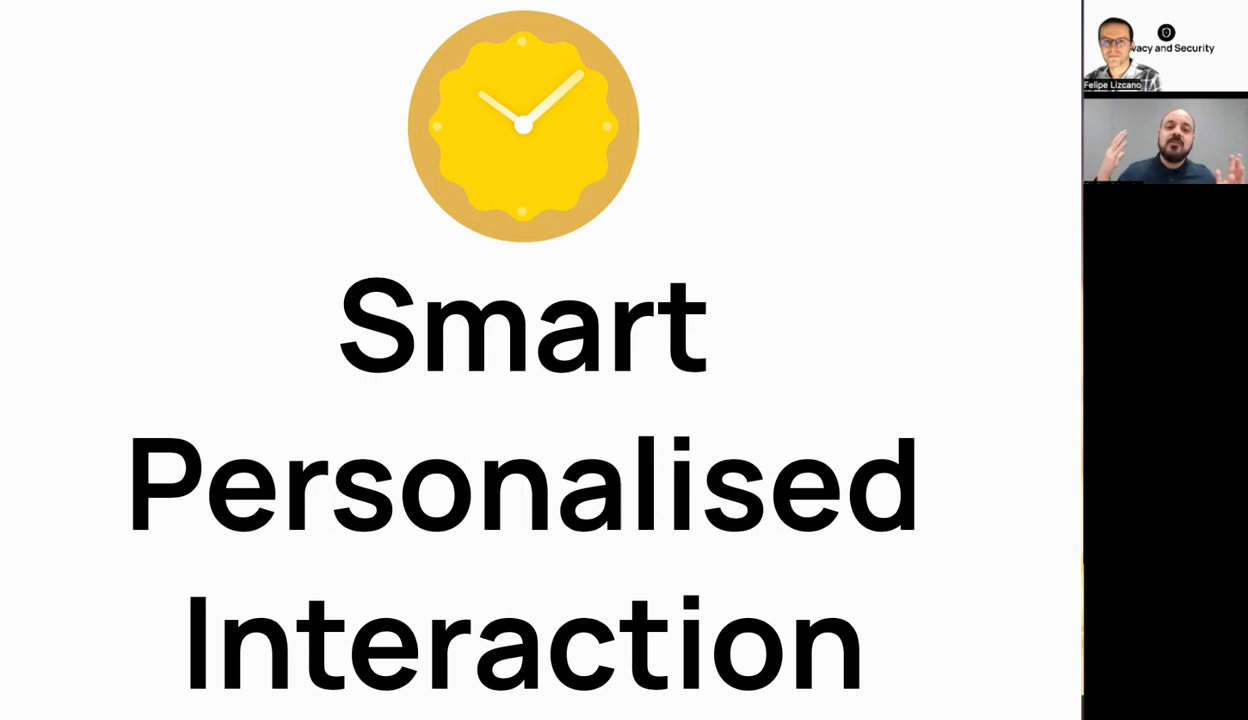 Smart
Personalised
Interaction
vacy and Security
Felipe Lizcano